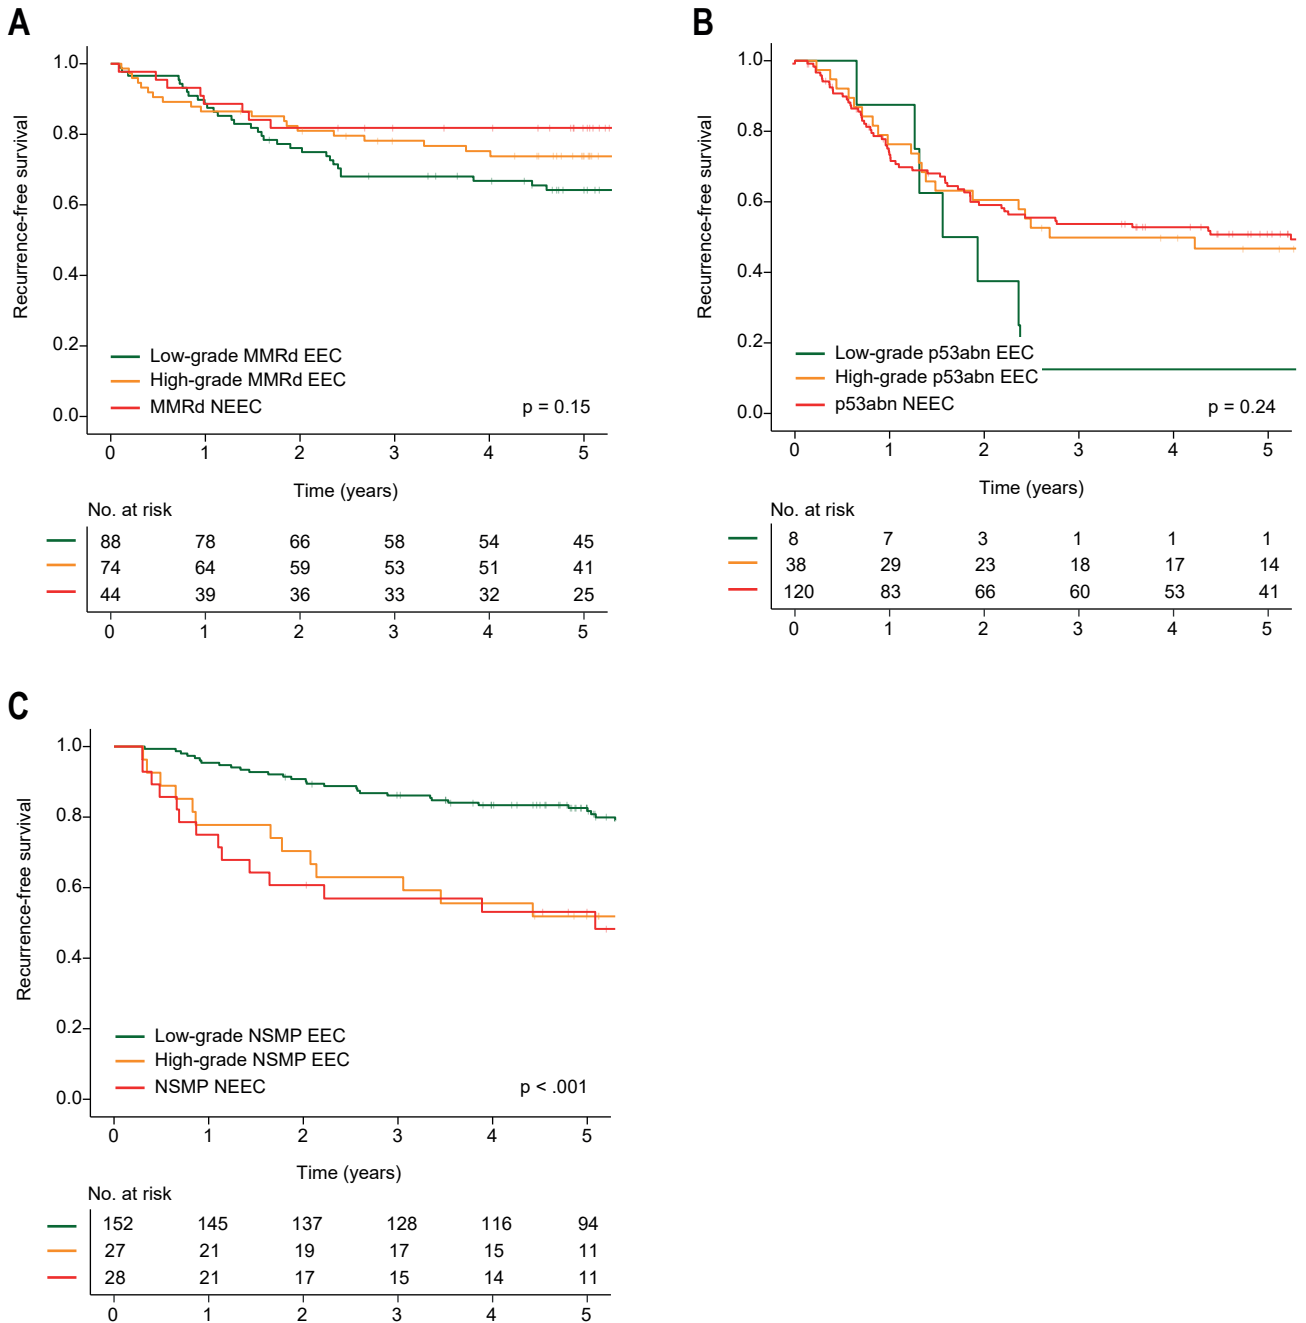 A
Recurrence-free survival
1.0
0.8
0.6
0.4
0.2
0.0
Low-grade MMRd EEC
High-grade MMRd EEC
MMRd NEEC
p = 0.15
0 1 2 3 4 5
Time (years)
No. at risk
88 78 66 58 54 45
74 64 59 53 51 41
44 39 36 33 32 25
0 1 2 3 4 5
B
Recurrence-free survival
1.0
0.8
0.6
0.4
0.2
0.0
Low-grade p53abn EEC
High-grade p53abn EEC
p53abn NEEC
p = 0.24
0 1 2 3 4 5
Time (years)
No. at risk
8 7 3 1 1 1
38 29 23 18 17 14
120 83 66 60 53 41
0 1 2 3 4 5
C
Recurrence-free survival
1.0
0.8
0.6
0.4
0.2
0.0
Low-grade NSMP EEC
High-grade NSMP EEC
NSMP NEEC
p < .001
0 1 2 3 4 5
Time (years)
No. at risk
152 145 137 128 116 94
27 21 19 17 15 11
28 21 17 15 14 11
0 1 2 3 4 5